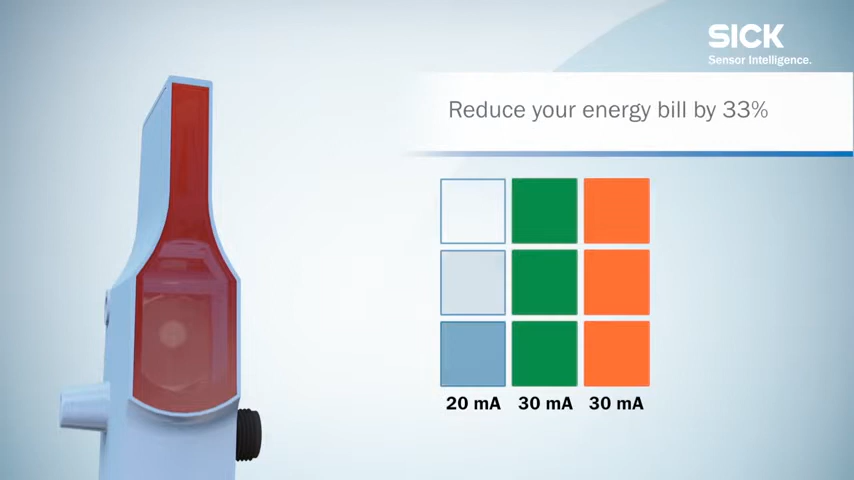 SICK
Sensor Intelligence.
Reduce your energy bill by 33%
20 mA 30 mA 30 mA